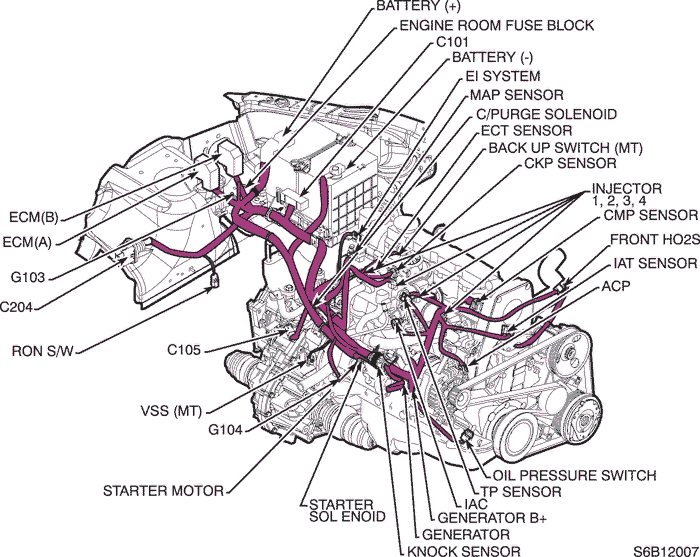 BATTERY (+)
ENGINE ROOM FUSE BLOCK
C101
BATTERY (-)
EI SYSTEM
MAP SENSOR
C/PURGE SOLENOID
ECT SENSOR
BACK UP SWITCH (MT)
CKP SENSOR
INJECTOR
1, 2, 3, 4
CMP SENSOR
FRONT HO2S
IAT SENSOR
ACP
ECM(B)
ECM(A)
G103
C204
RON S/W
C105
VSS (MT)
G104
STARTER MOTOR
STARTER
SOL ENOID
OIL PRESSURE SWITCH
TP SENSOR
IAC
GENERATOR B+
GENERATOR
KNOCK SENSOR
S6B12007